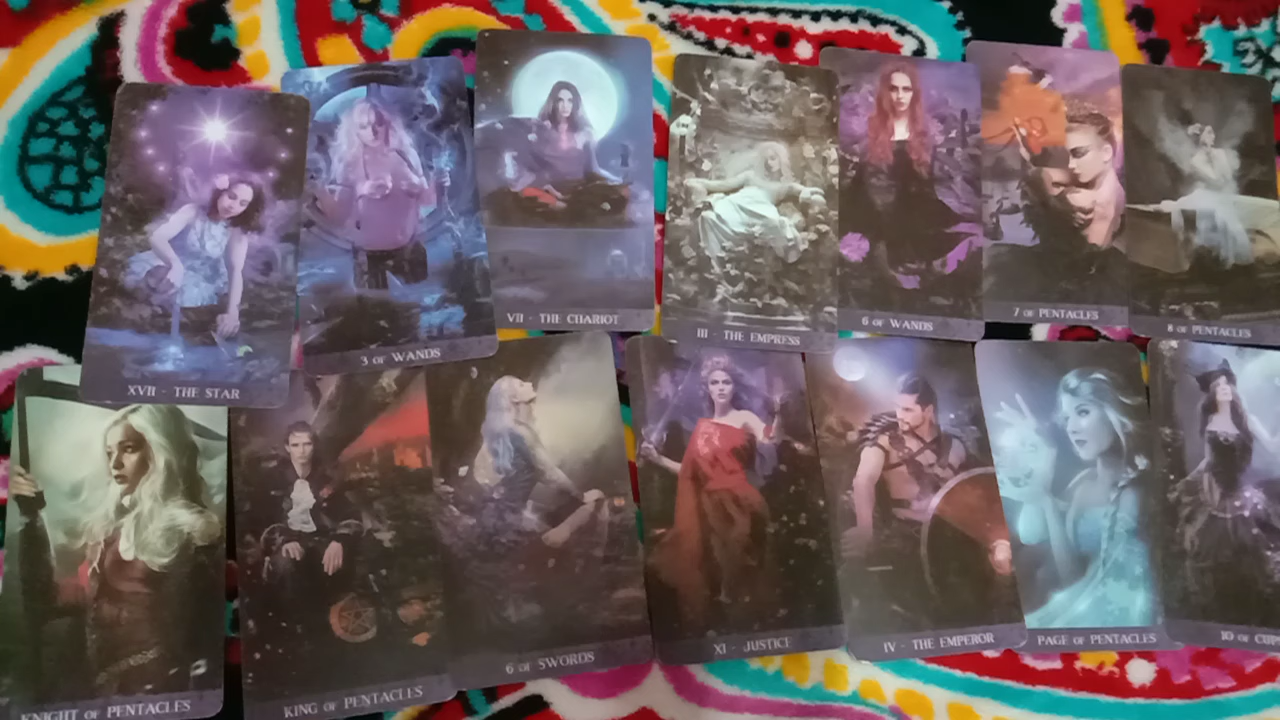 XVII - THE STAR
3 OF WANDS
VII - THE CHARIOT
III - THE EMPRESS
6 OF WANDS
7 OF PENTACLES
8 OF PENTACLES
KNIGHT OF PENTACLES
KING OF PENTACLES
6 OF SWORDS
XI - JUSTICE
IV - THE EMPEROR
PAGE OF PENTACLES
10 OF CUP